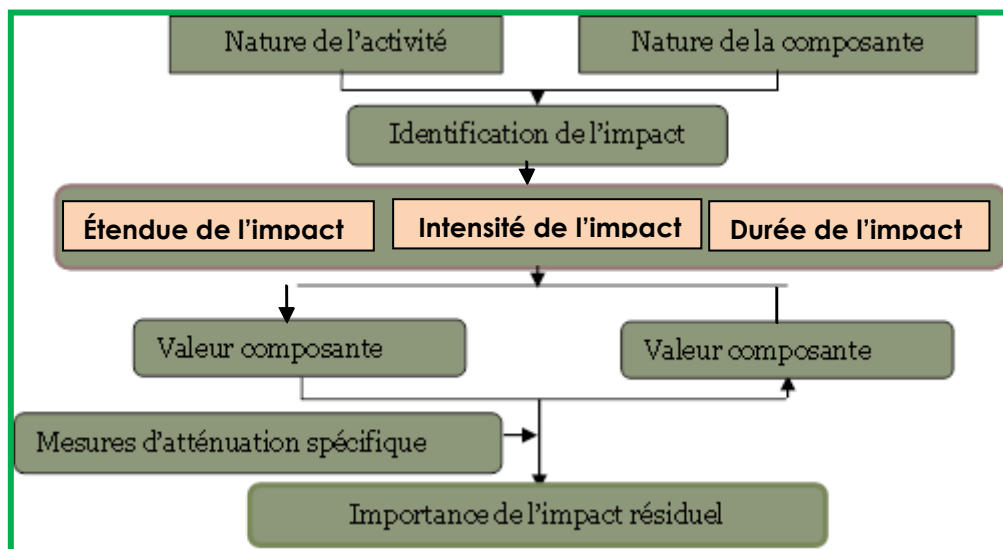 Nature de l'activité
Nature de la composante
Identification de l'impact
Étendue de l'impact
Intensité de l'impact
Durée de l'impact
Valeur composante
Valeur composante
Mesures d'atténuation spécifique
Importance de l'impact résiduel